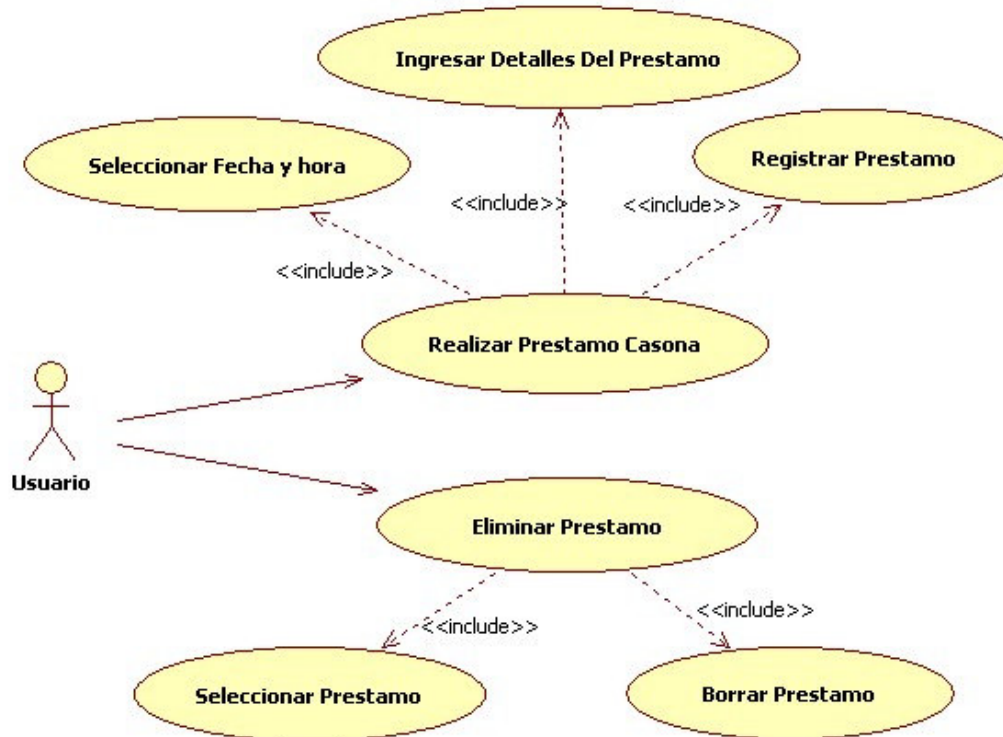 Ingresar Detalles Del Prestamo
Seleccionar Fecha y hora
Registrar Prestamo
<<include>>
<<include>>
<<include>>
Realizar Prestamo Casona
Usuario
Eliminar Prestamo
<<include>>
<<include>>
Seleccionar Prestamo
Borrar Prestamo